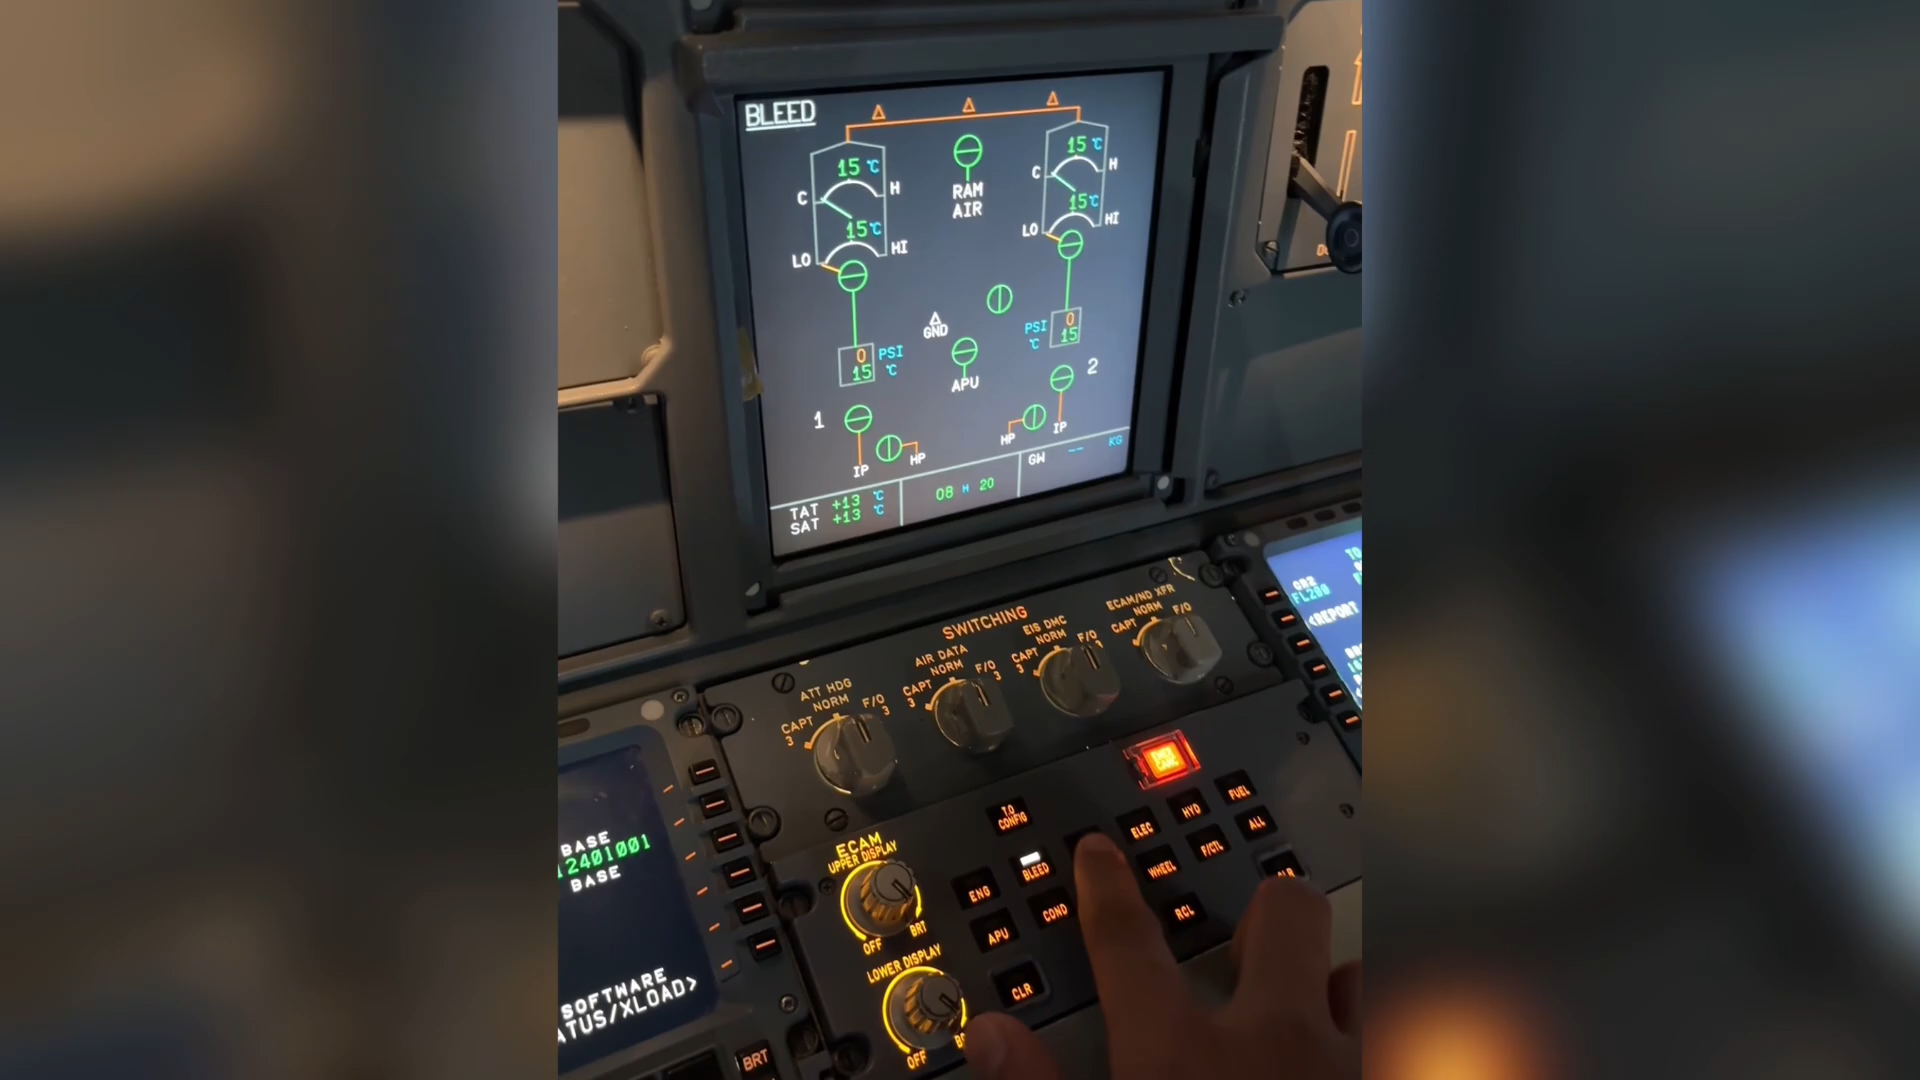 BLEED
15 °C
15 °C
C
H
RAM
AIR
C
H
15 °C
15 °C
LO
HI
LO
HI
GND
PSI
0
°C
15
0
PSI
15
°C
APU
1
2
IP
HP
HP
IP
TAT +13 °C
SAT +13 °C
08 H 20
GW -- KG
SWITCHING
ATT HDG
NORM
CAPT
3
F/O
3
AIR DATA
NORM
CAPT
3
F/O
3
EIS DMC
NORM
CAPT
3
F/O
3
ECAM/ND XFR
NORM
CAPT
F/O
FL200
<REPORT
BASE
12401001
BASE
SOFTWARE
ATUS/XLOAD>
BRT
ECAM
UPPER DISPLAY
OFF
BRT
LOWER DISPLAY
OFF
T.O
CONFIG
EMER
CANC
ENG
BLEED
ELEC
HYD
FUEL
APU
COND
WHEEL
F/CTL
ALL
CLR
RCL